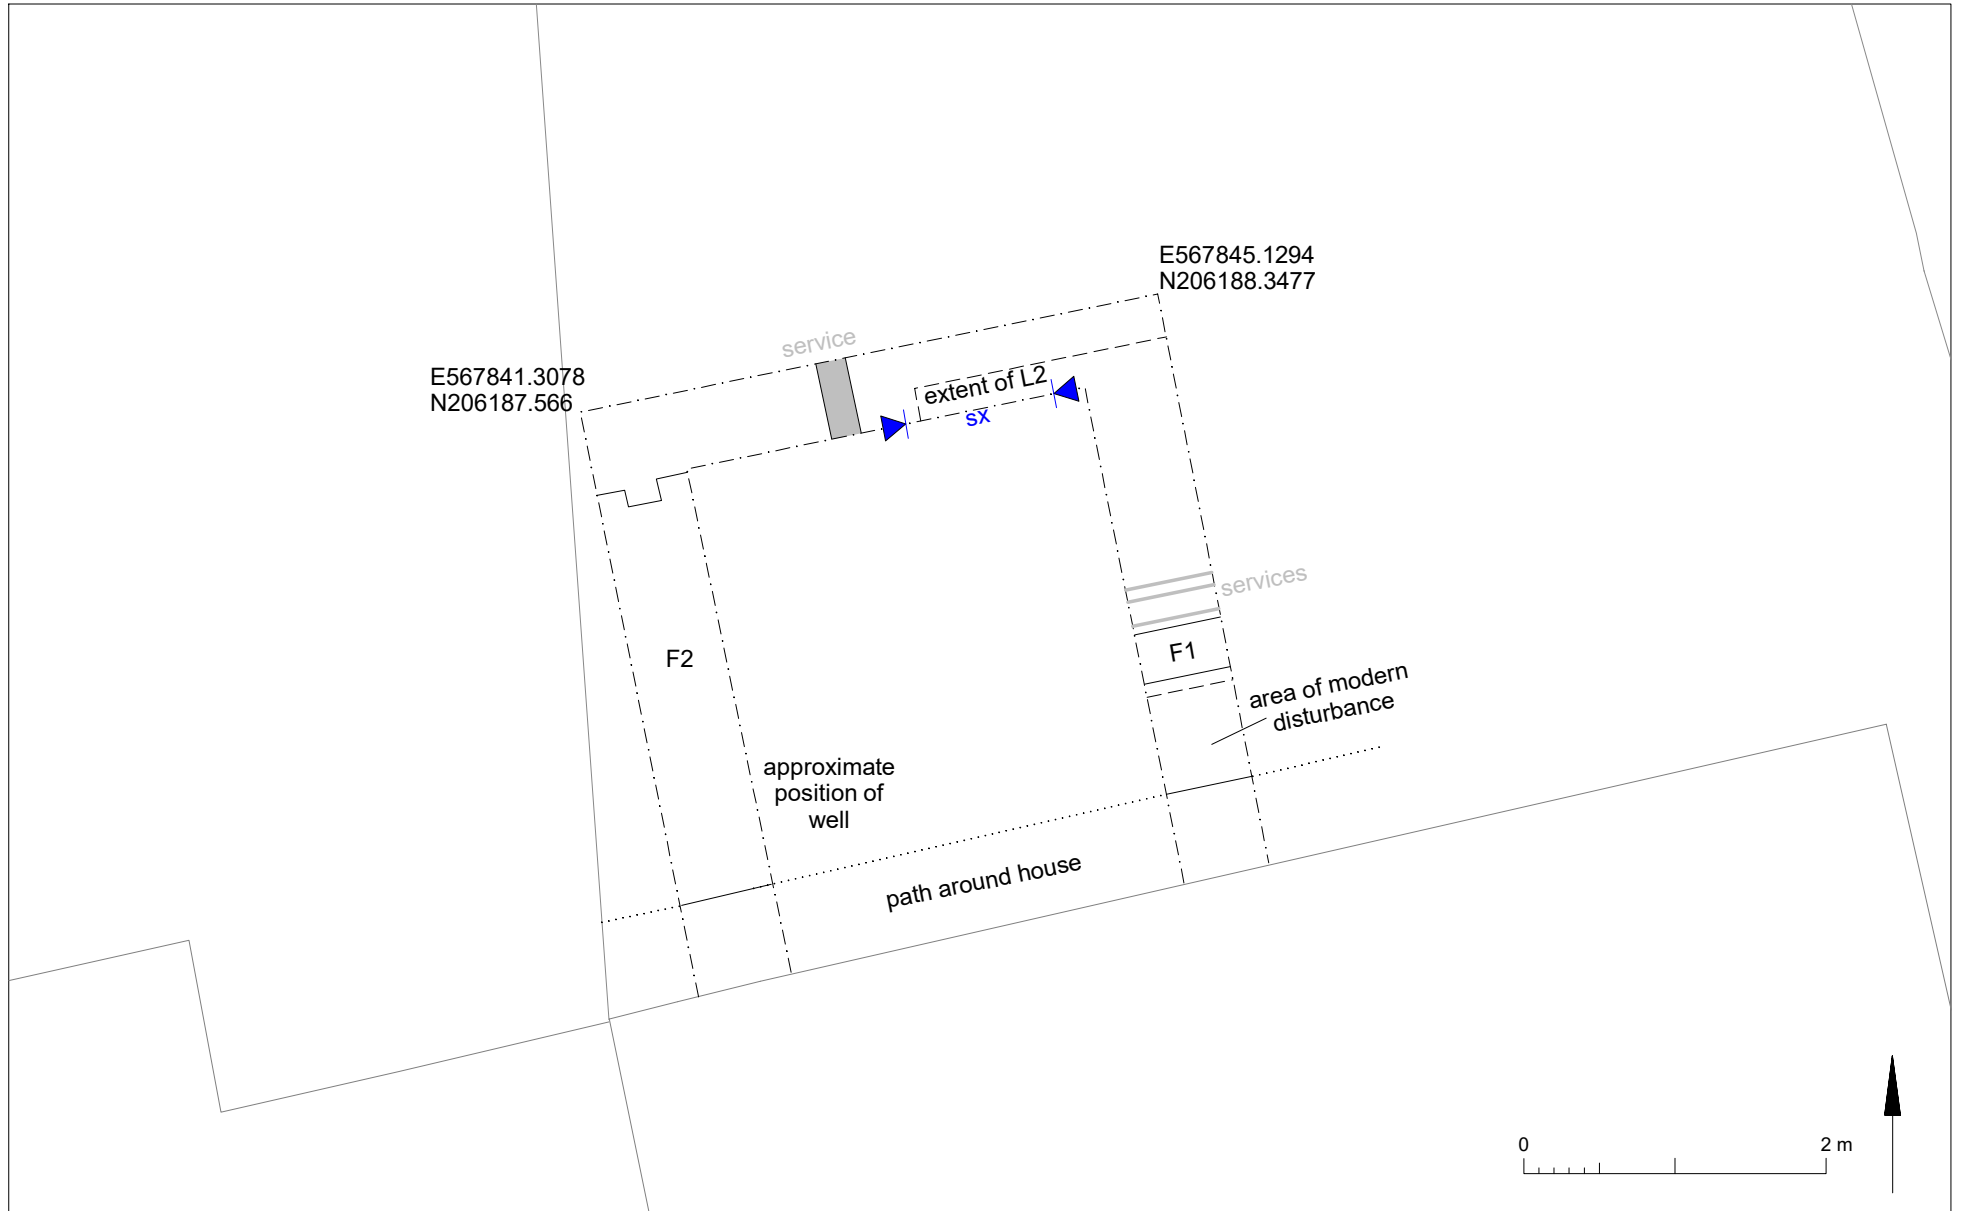 E567845.1294
N206188.3477
service
E567841.3078
N206187.566
extent of L2
sx
services
F2
F1
area of modern
disturbance
approximate
position of
well
path around house
0
2 m